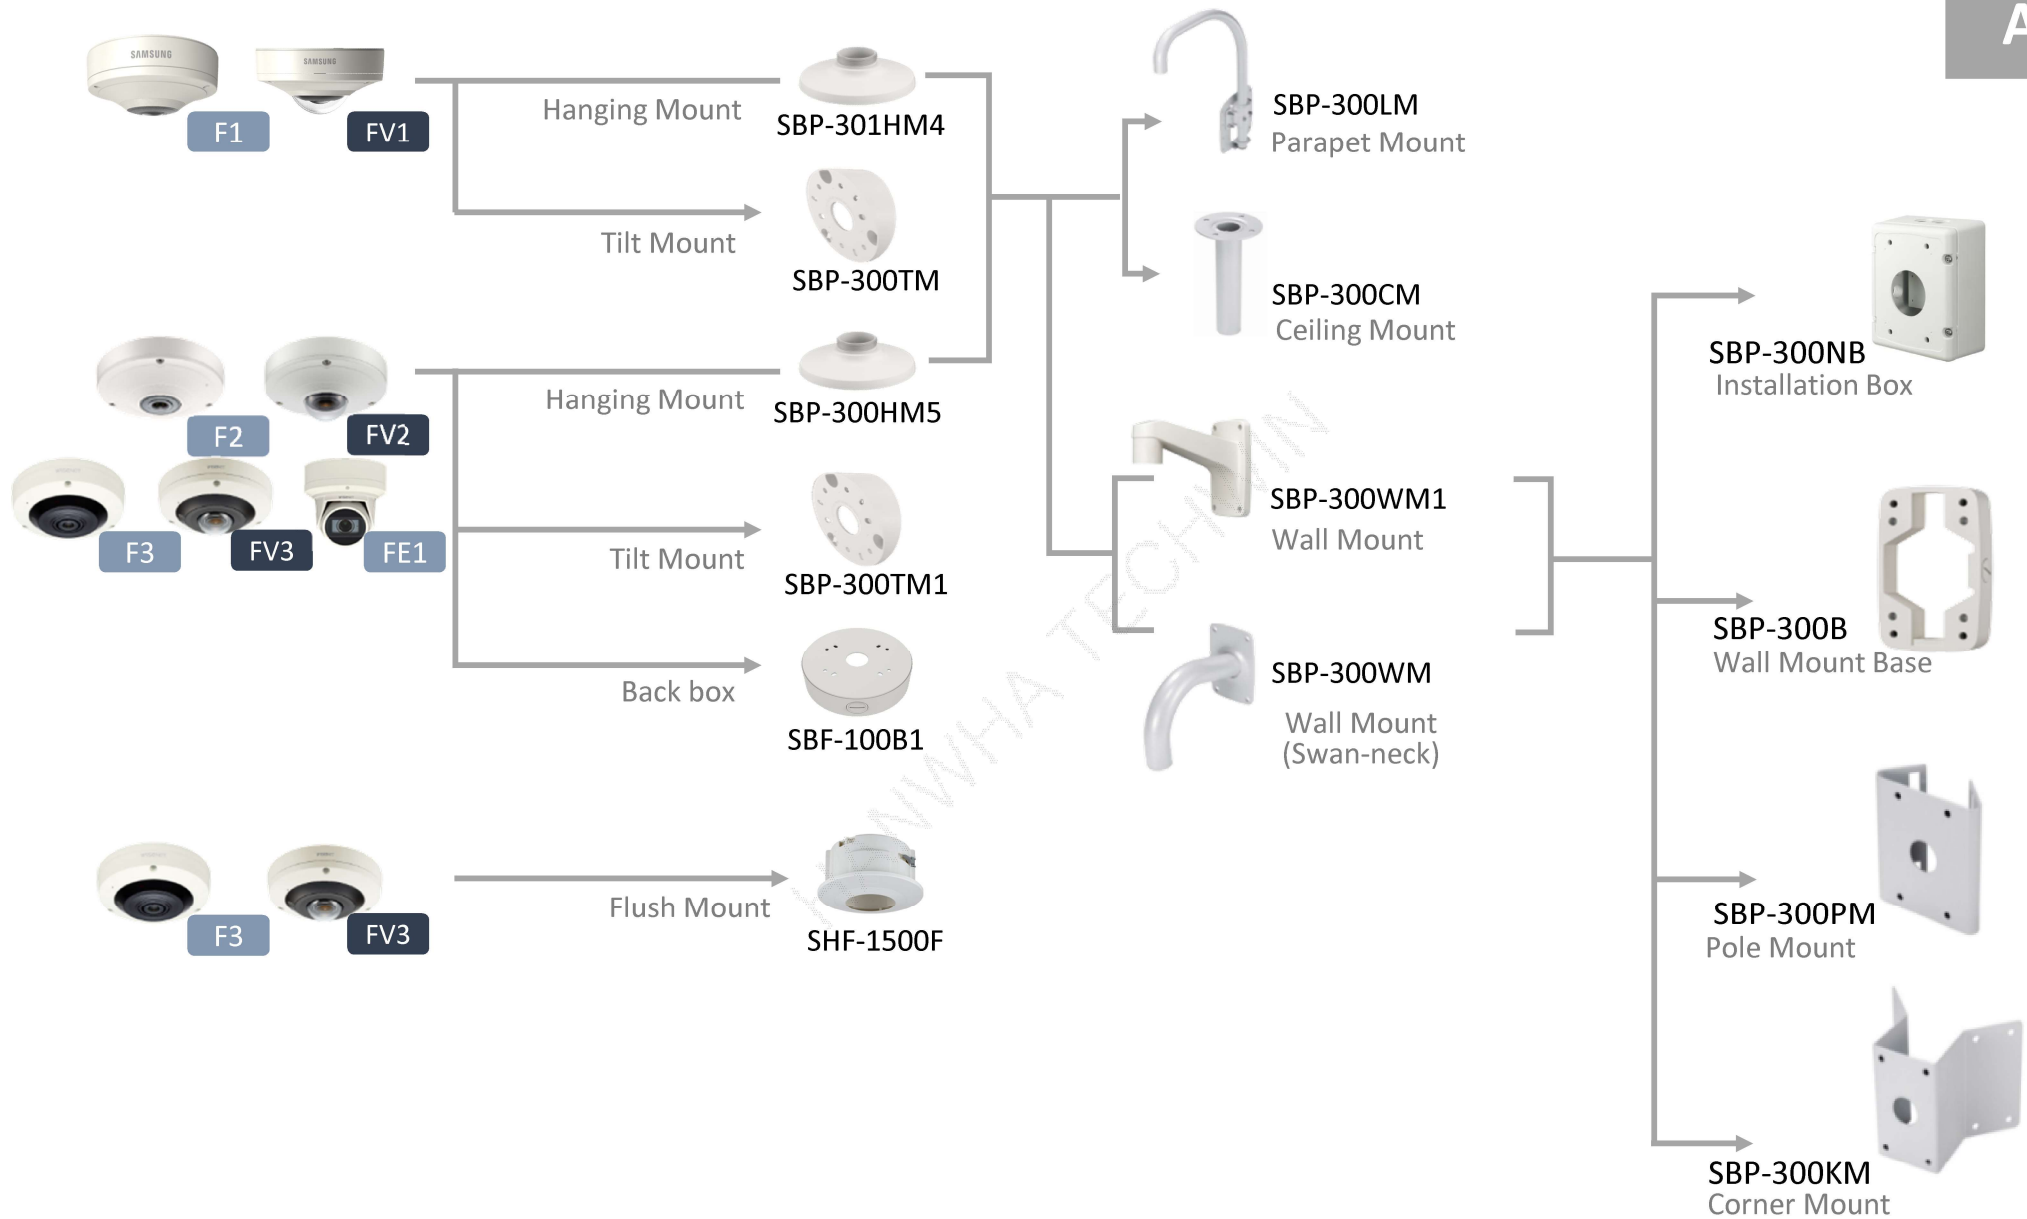 A
SAMSUNG
SAMSUNG
F1
FV1
Hanging Mount
SBP-301HM4
Tilt Mount
SBP-300TM
SBP-300LM
Parapet Mount
SBP-300CM
Ceiling Mount
F2
FV2
Hanging Mount
SBP-300HM5
F3
FV3
FE1
Tilt Mount
SBP-300TM1
Back box
SBF-100B1
SBP-300WM1
Wall Mount
SBP-300WM
Wall Mount
(Swan-neck)
SBP-300NB
Installation Box
SBP-300B
Wall Mount Base
SBP-300PM
Pole Mount
SBP-300KM
Corner Mount
F3
FV3
Flush Mount
SHF-1500F
HANWHA TECHWIN